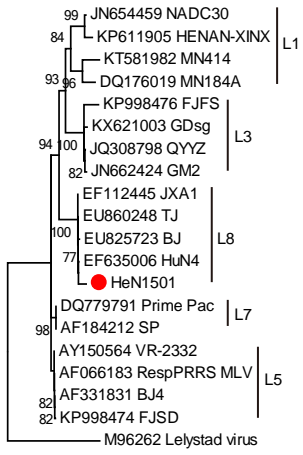 99
JN654459 NADC30
84
KP611905 HENAN-XINX
L1
KT581982 MN414
93
96
DQ176019 MN184A
KP998476 FJFS
KX621003 GDsg
L3
94
100
JQ308798 QYYZ
82
JN662424 GM2
EF112445 JXA1
EU860248 TJ
L8
100
EU825723 BJ
77
EF635006 HuN4
HeN1501
DQ779791 Prime Pac
L7
98
AF184212 SP
AY150564 VR-2332
AF066183 RespPRRS MLV
L5
82
AF331831 BJ4
82
KP998474 FJSD
M96262 Lelystad virus